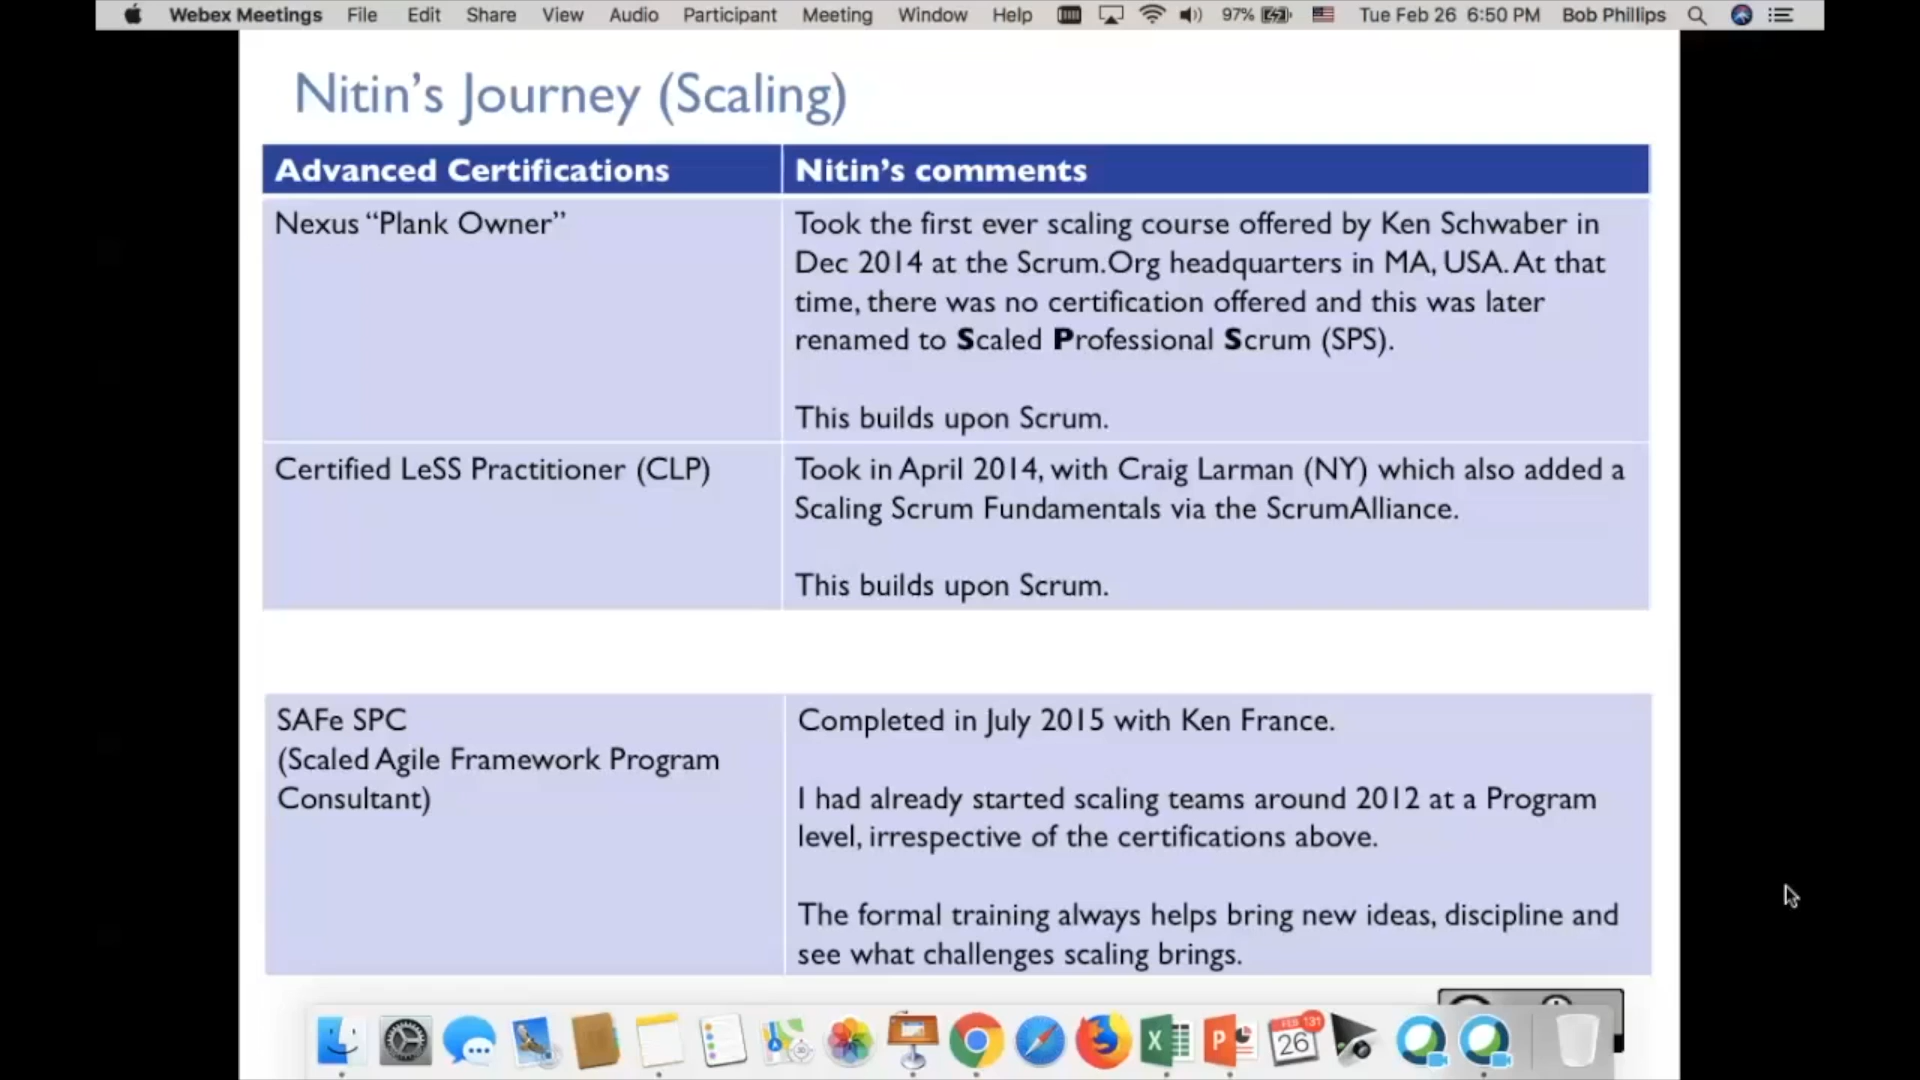 Webex Meetings File Edit Share View Audio Participant Meeting Window Help 97% Tue Feb 26 6:50 PM Bob Phillips
Nitin’s Journey (Scaling)
Advanced Certifications
Nitin’s comments
Nexus “Plank Owner”
Took the first ever scaling course offered by Ken Schwaber in
Dec 2014 at the Scrum.Org headquarters in MA, USA. At that
time, there was no certification offered and this was later
renamed to Scaled Professional Scrum (SPS).
This builds upon Scrum.
Certified LeSS Practitioner (CLP)
Took in April 2014, with Craig Larman (NY) which also added a
Scaling Scrum Fundamentals via the ScrumAlliance.
This builds upon Scrum.
SAFe SPC
(Scaled Agile Framework Program
Consultant)
Completed in July 2015 with Ken France.
I had already started scaling teams around 2012 at a Program
level, irrespective of the certifications above.
The formal training always helps bring new ideas, discipline and
see what challenges scaling brings.
X
P
FEB 131
26